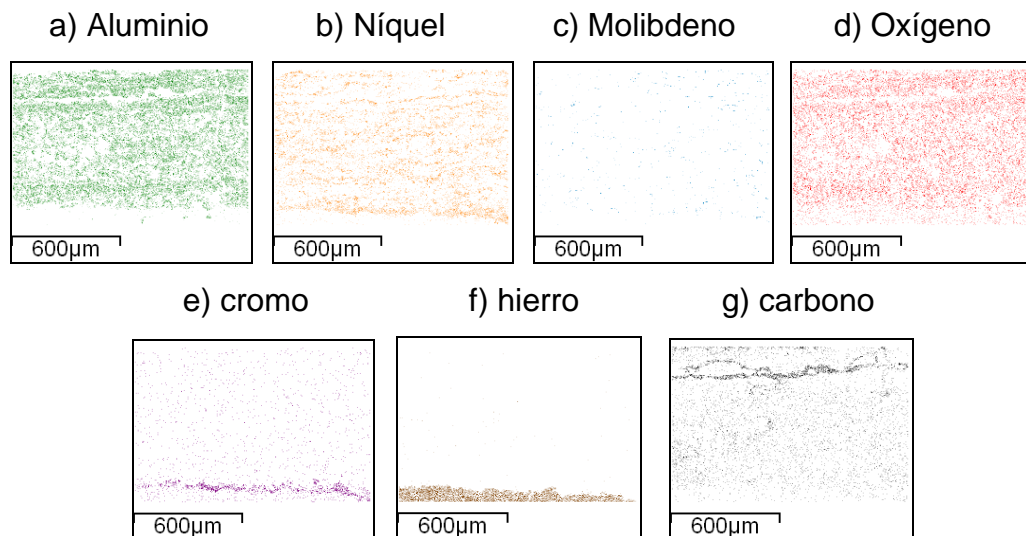 a) Aluminio
b) Níquel
c) Molibdeno
d) Oxígeno
600µm
600µm
600µm
600µm
e) cromo
f) hierro
g) carbono
600µm
600µm
600µm